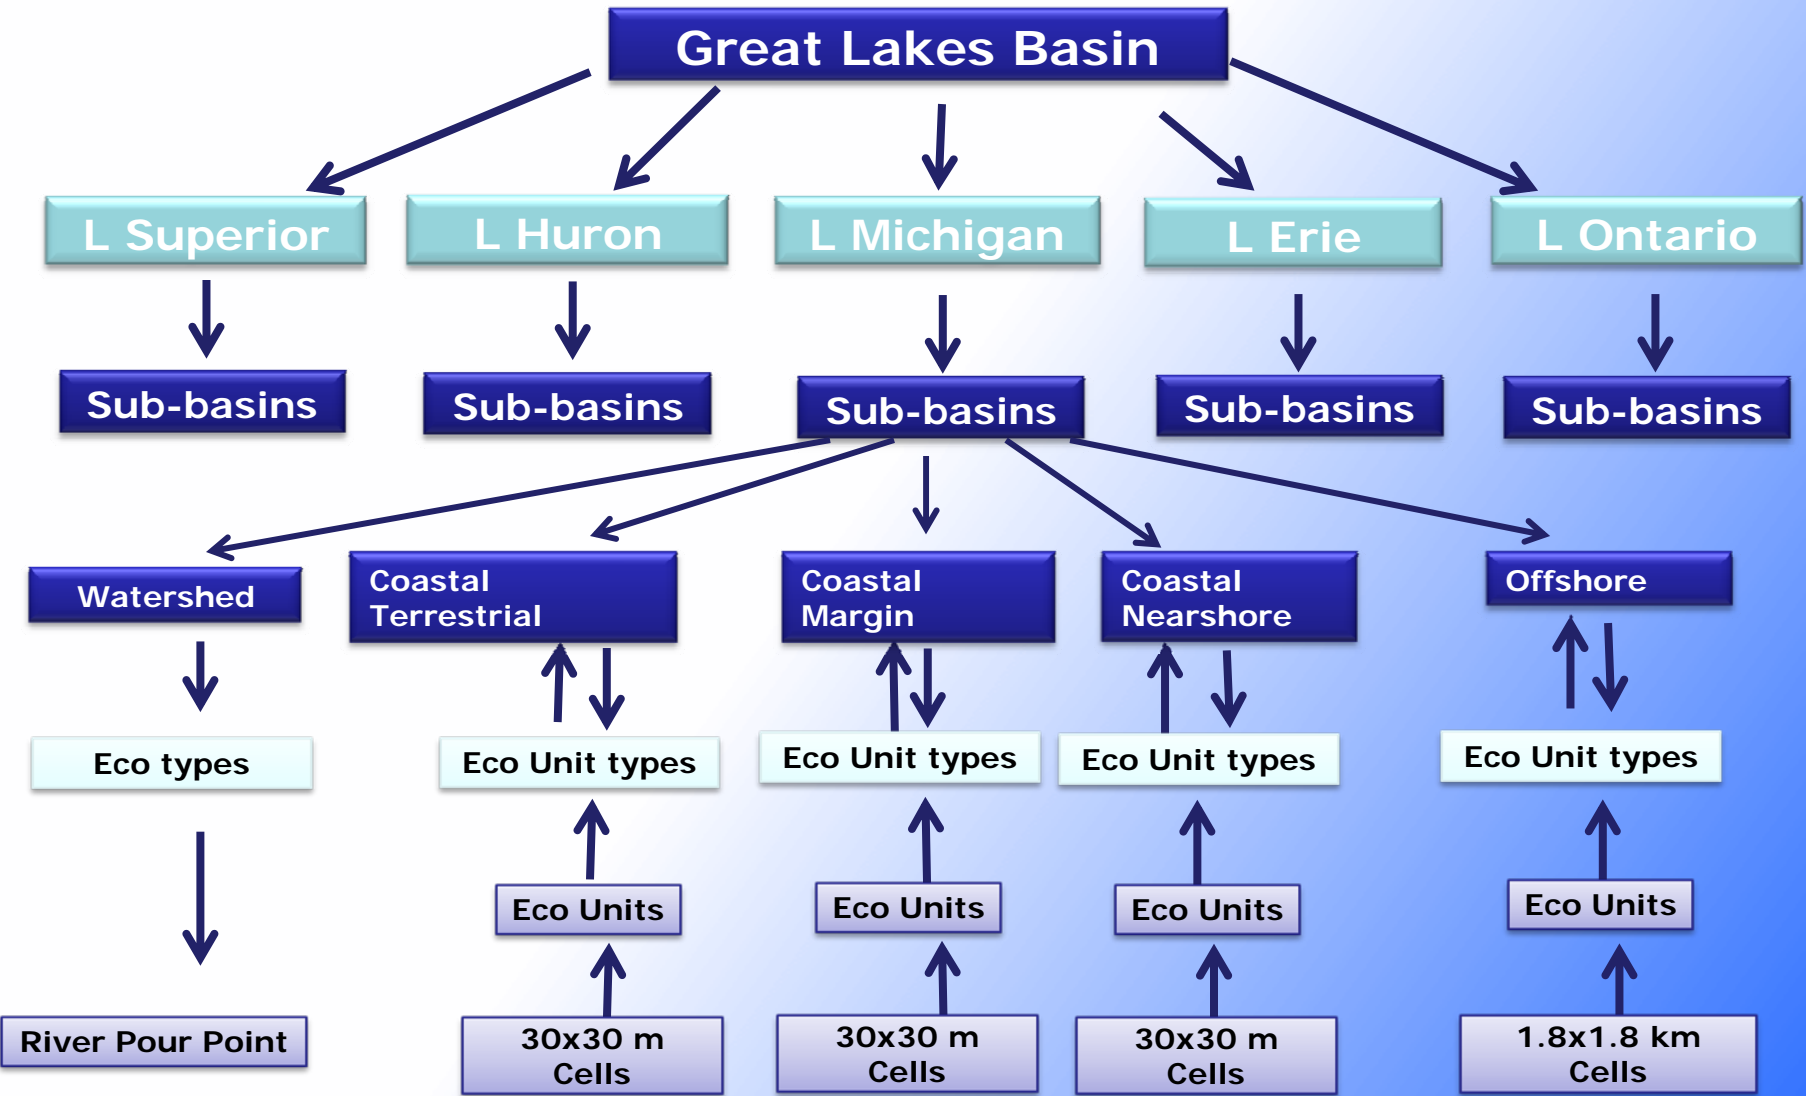 Great Lakes Basin
L Superior
L Huron
L Michigan
L Erie
L Ontario
Sub-basins
Sub-basins
Sub-basins
Sub-basins
Sub-basins
Watershed
Coastal
Terrestrial
Coastal
Margin
Coastal
Nearshore
Offshore
Eco types
Eco Unit types
Eco Unit types
Eco Unit types
Eco Unit types
Eco Units
Eco Units
Eco Units
Eco Units
River Pour Point
30x30 m
Cells
30x30 m
Cells
30x30 m
Cells
1.8x1.8 km
Cells